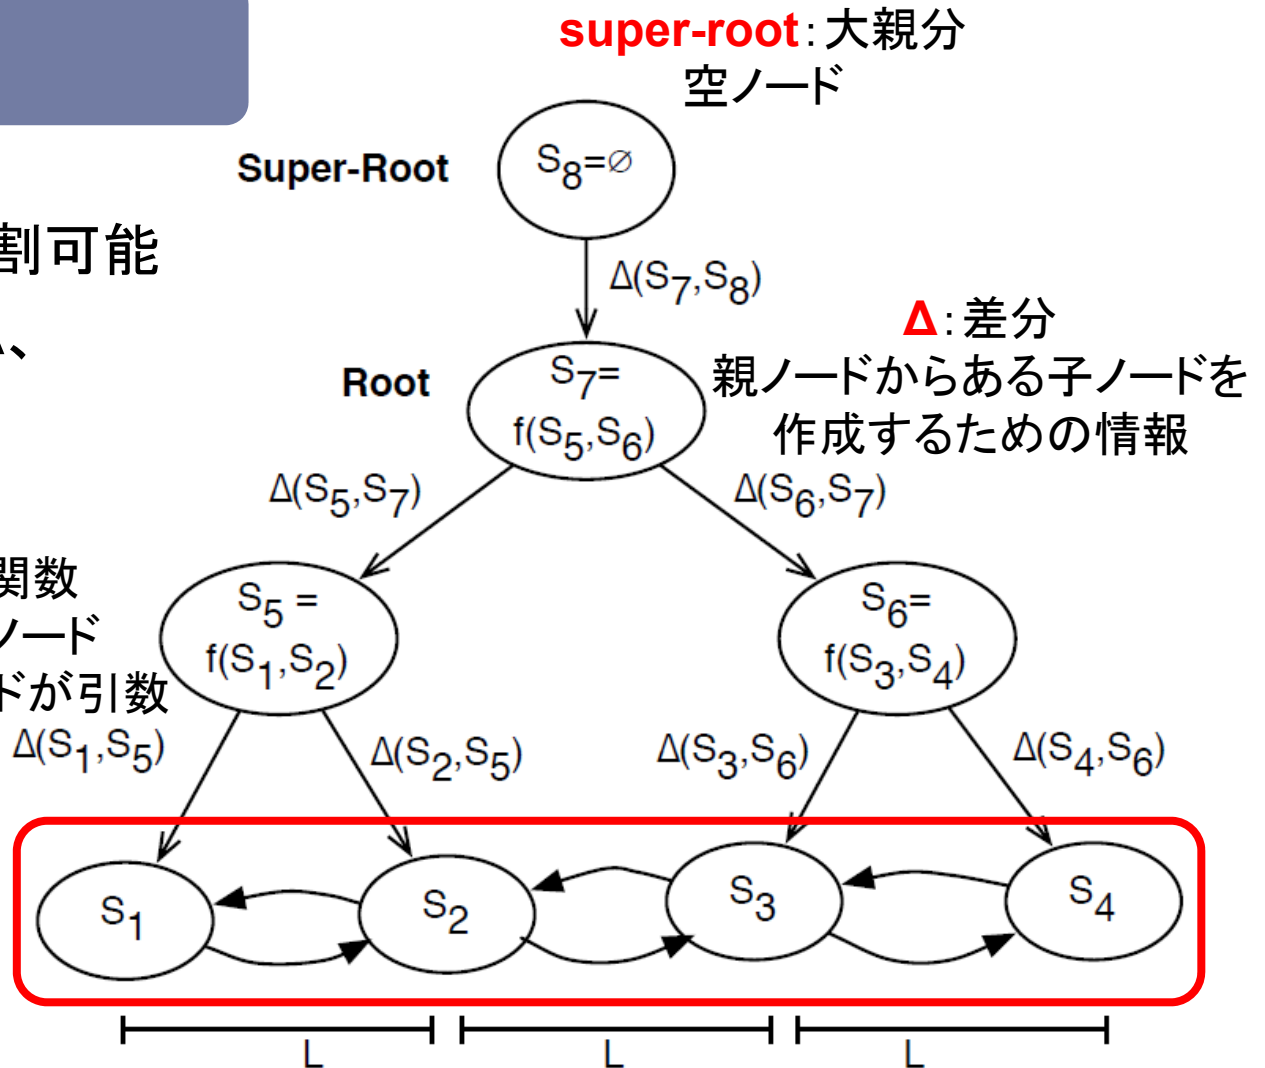 super-root：大親分
空ノード
Super-Root
S8=∅
割可能
Δ(S7,S8)
、
Δ：差分
親ノードからある子ノードを
作成するための情報
Root
S7=
f(S5,S6)
Δ(S5,S7)
Δ(S6,S7)
関数
ノード
ドが引数
S5 =
f(S1,S2)
S6=
f(S3,S4)
Δ(S1,S5)
Δ(S2,S5)
Δ(S3,S6)
Δ(S4,S6)
S1
S2
S3
S4
L
L
L